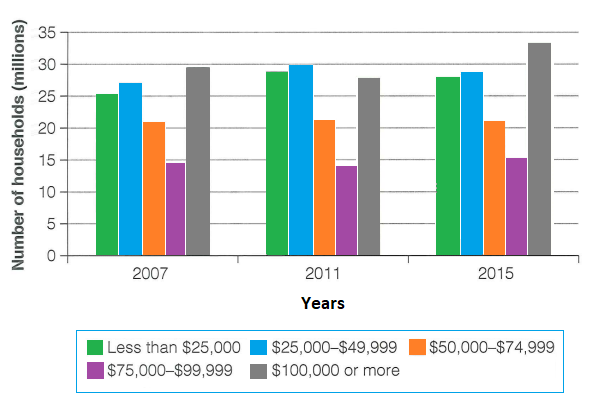 Number of households (millions)
35
30
25
20
15
10
5
0
2007 2011 2015
Years
Less than $25,000 $25,000–$49,999 $50,000–$74,999
$75,000–$99,999 $100,000 or more